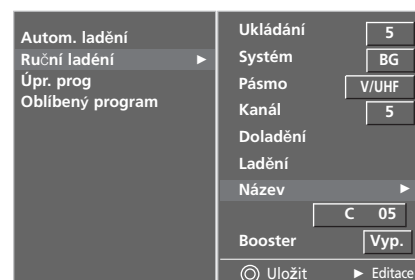 Autom. ladění
Ruční ladéní ►
Úpr. prog
Oblíbený program
Ukládání 5
Systém BG
Pásmo V/UHF
Kanál 5
Doladění
Ladění
Název ►
C 05
Booster Vyp.
Uložit ► Editace